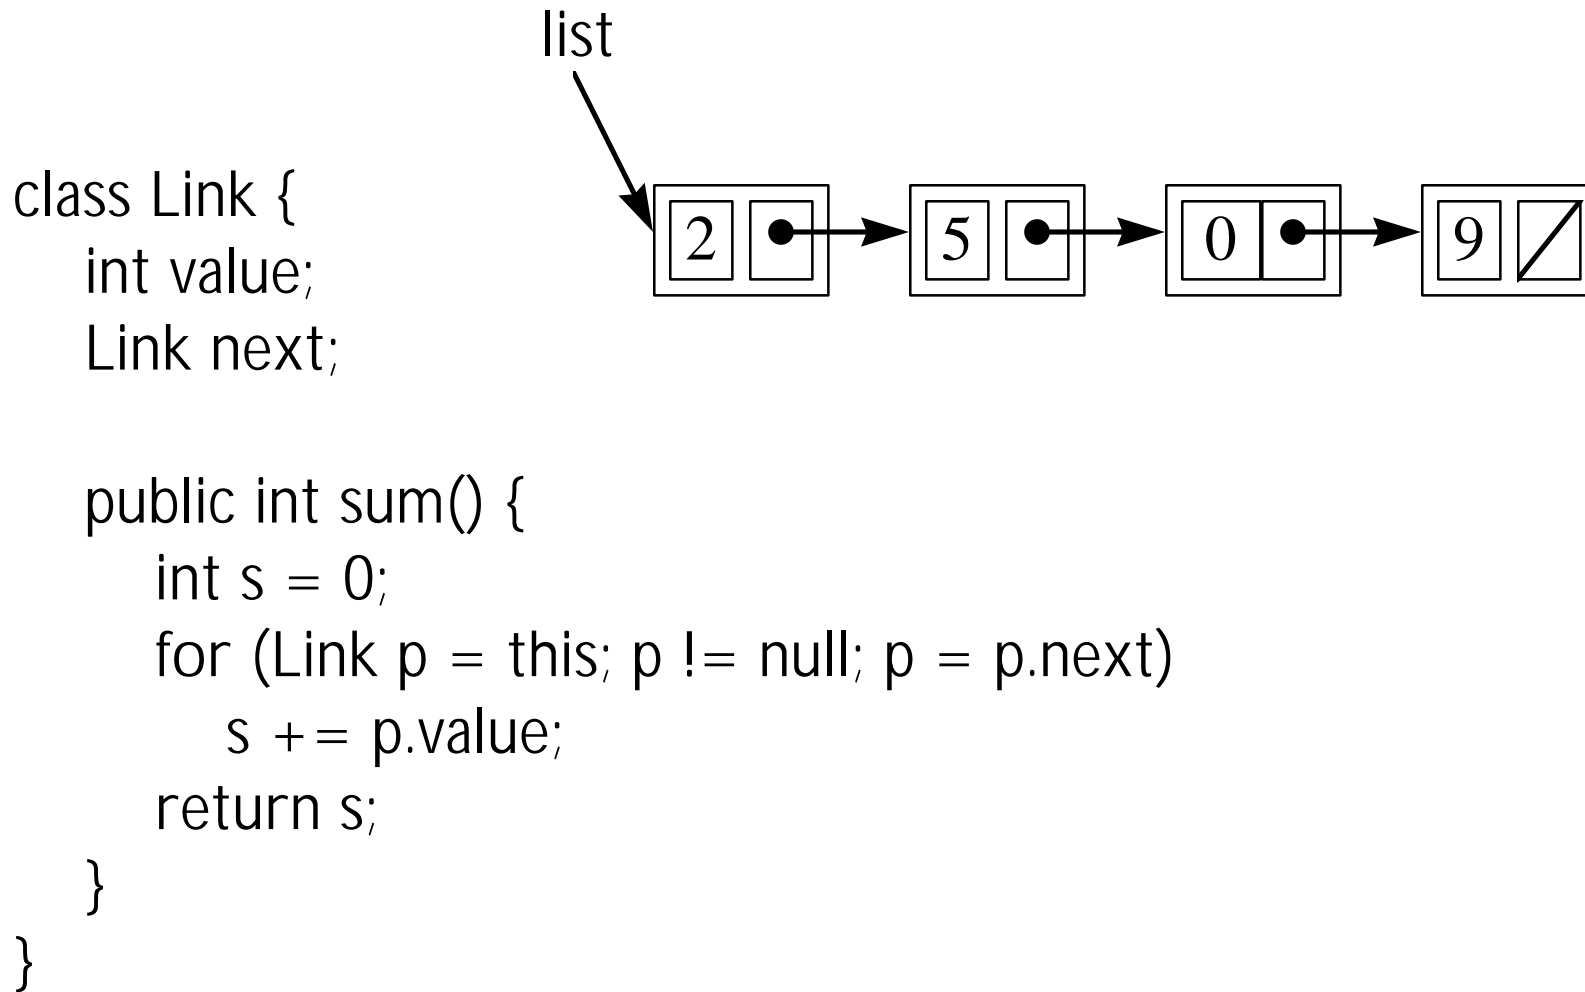 list
class Link {
2 5 0 9
int value;
Link next;
public int sum() {
int s = 0;
for (Link p = this; p != null; p = p.next)
s += p.value;
return s;
}
}